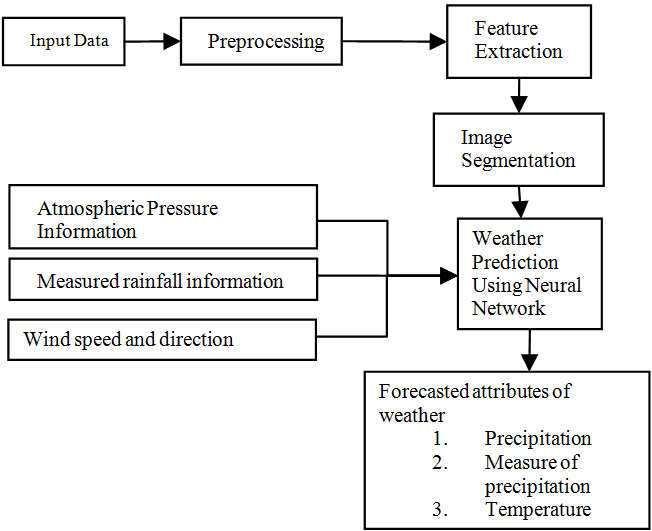 Input Data
Preprocessing
Feature
Extraction
Image
Segmentation
Atmospheric Pressure
Information
Measured rainfall information
Wind speed and direction
Weather
Prediction
Using Neural
Network
Forecasted attributes of
weather
1. Precipitation
2. Measure of
precipitation
3. Temperature